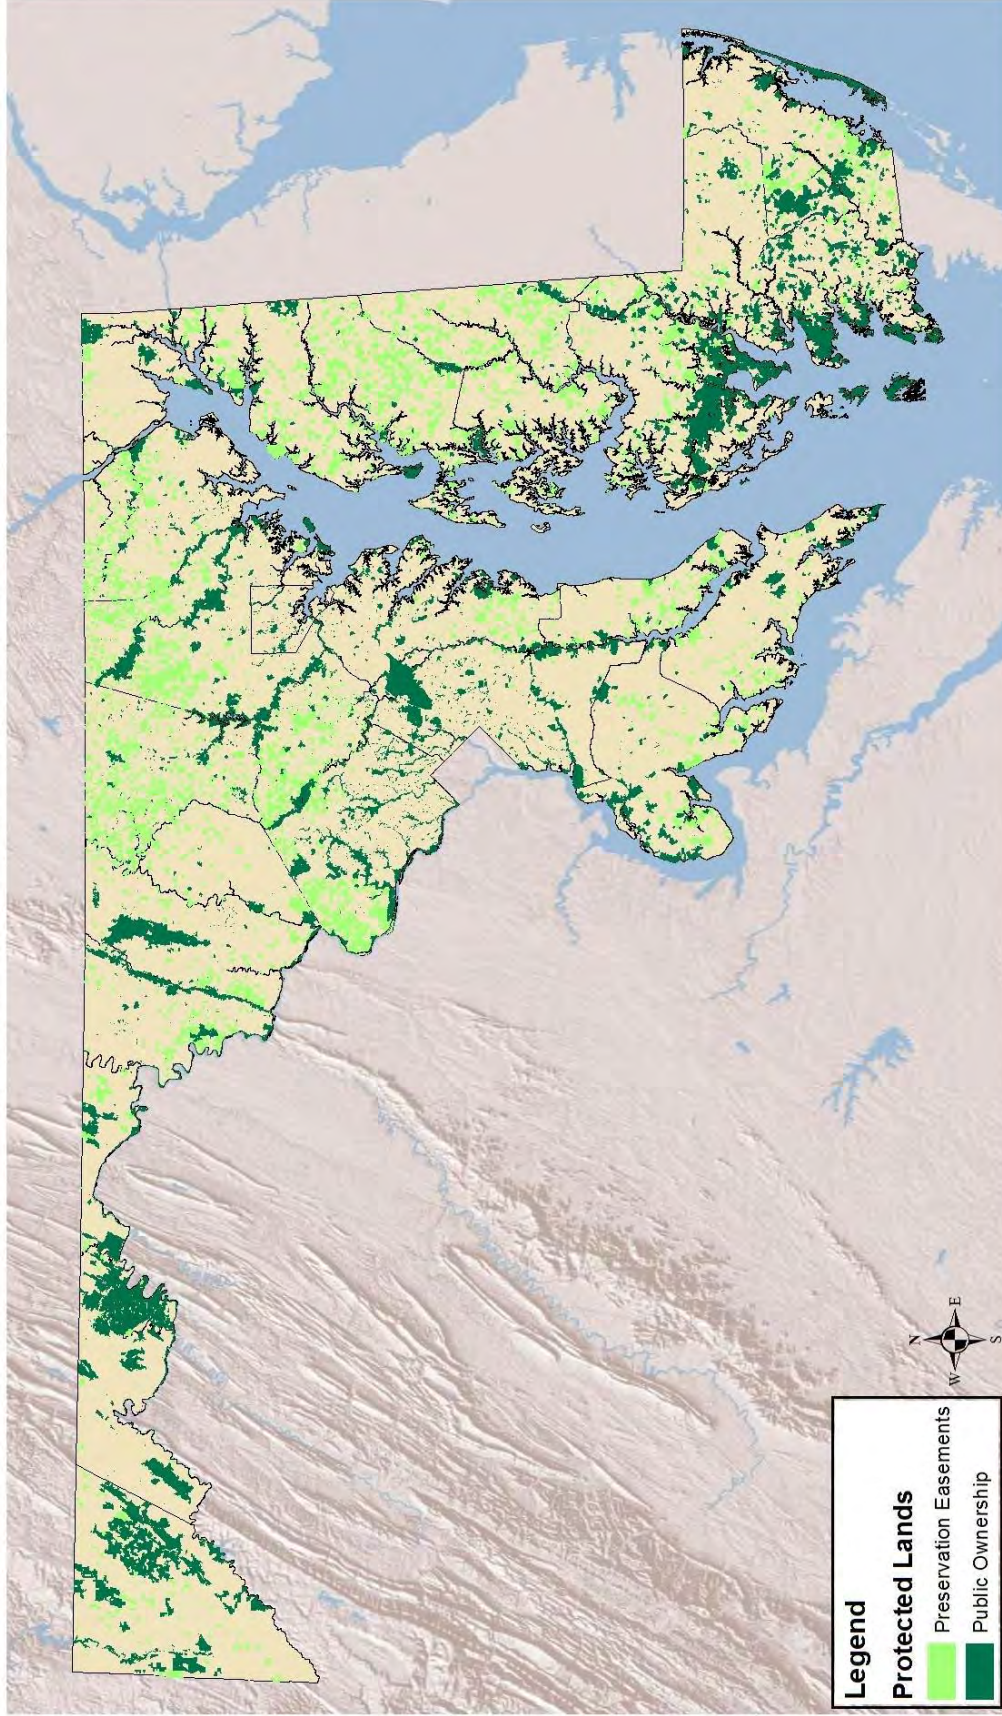 N
W E
S
Legend
Protected Lands
Preservation Easements
Public Ownership